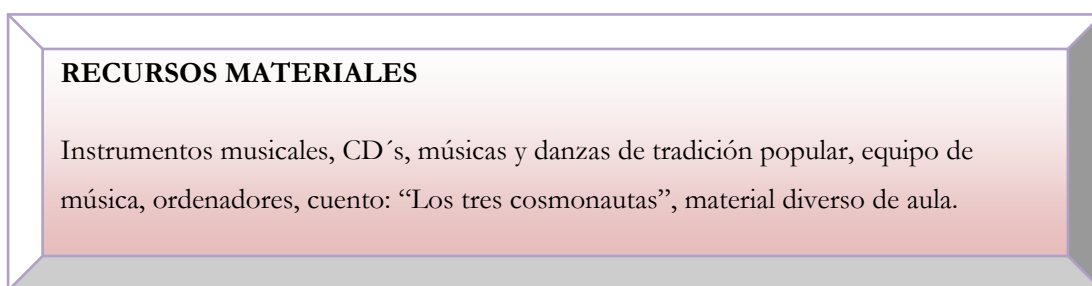 RECURSOS MATERIALES
Instrumentos musicales, CD´s, músicas y danzas de tradición popular, equipo de
música, ordenadores, cuento: “Los tres cosmonautas”, material diverso de aula.